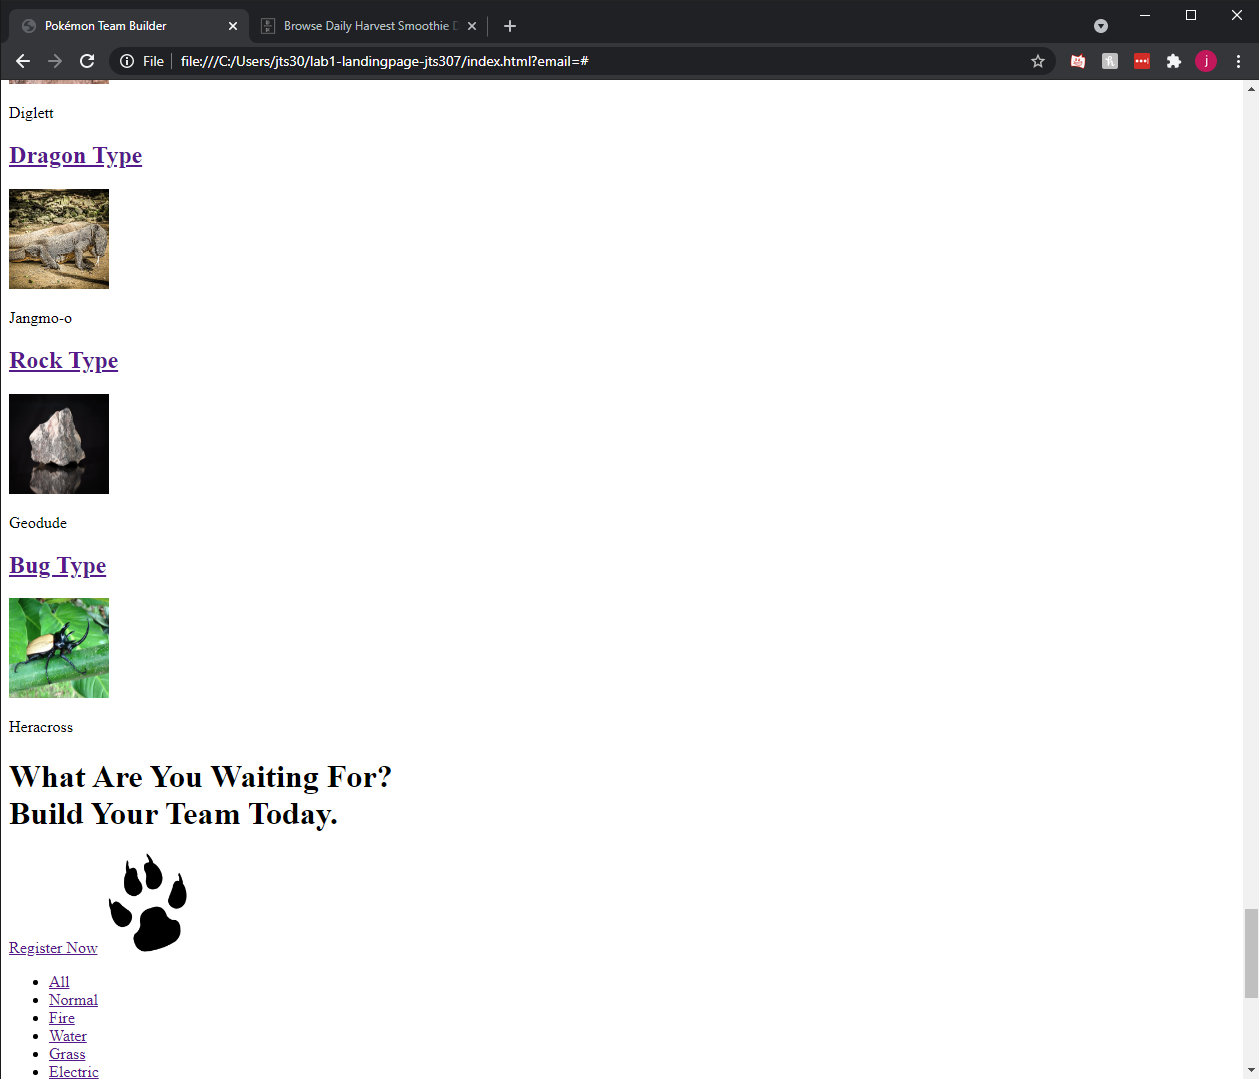 Pokémon Team Builder
Browse Daily Harvest Smoothie
File
file:///C:/Users/jts30/lab1-landingpage-jts307/index.html?email=#
j
Diglett
Dragon Type
Jangmo-o
Rock Type
Geodude
Bug Type
Heracross
What Are You Waiting For?
Build Your Team Today.
Register Now
All
Normal
Fire
Water
Grass
Electric